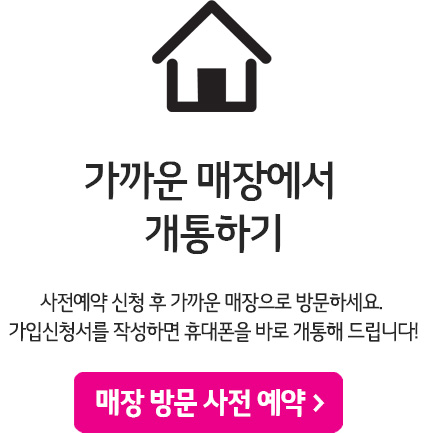 가까운 매장에서
개통하기
사전예약 신청 후 가까운 매장으로 방문하세요.
가입신청서를 작성하면 휴대폰을 바로 개통해 드립니다!
매장 방문 사전 예약 >